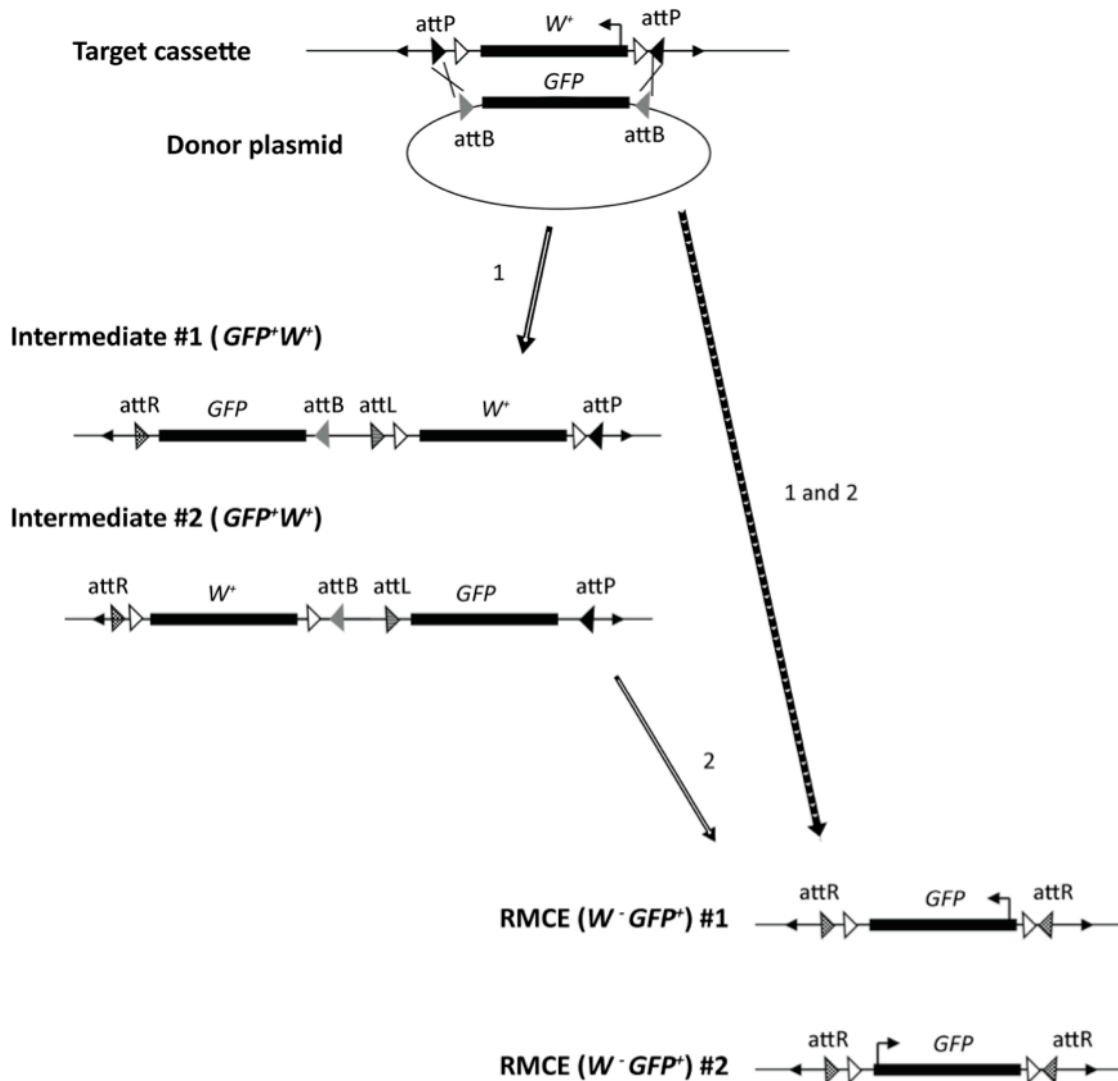 attP W⁺ attP
Target cassette
GFP
attB attB
Donor plasmid
1
Intermediate #1 (GFP⁺W⁺)
attR GFP attB attL W⁺ attP
1 and 2
Intermediate #2 (GFP⁺W⁺)
attR W⁺ attB attL GFP attP
2
attR GFP attR
RMCE (W⁻GFP⁺) #1
attR GFP attR
RMCE (W⁻GFP⁺) #2